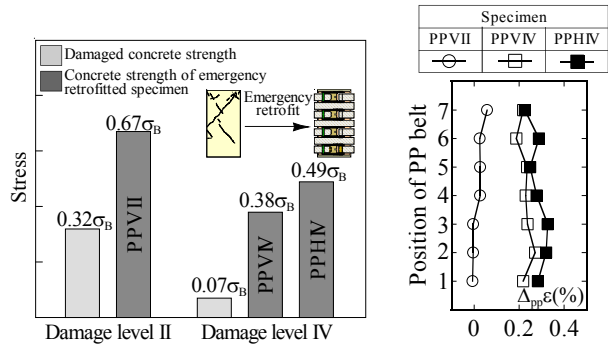 Damaged concrete strength
Concrete strength of emergency
retrofitted specimen
Emergency
retrofit
Stress
0.32σB
0.67σB
PPVII
0.07σB
0.38σB
PPVIV
0.49σB
PPHIV
Damage level II
Damage level IV
Specimen
PPVII PPVIV PPHIV
Position of PP belt
7
6
5
4
3
2
1
Δppε(%)
0 0.2 0.4